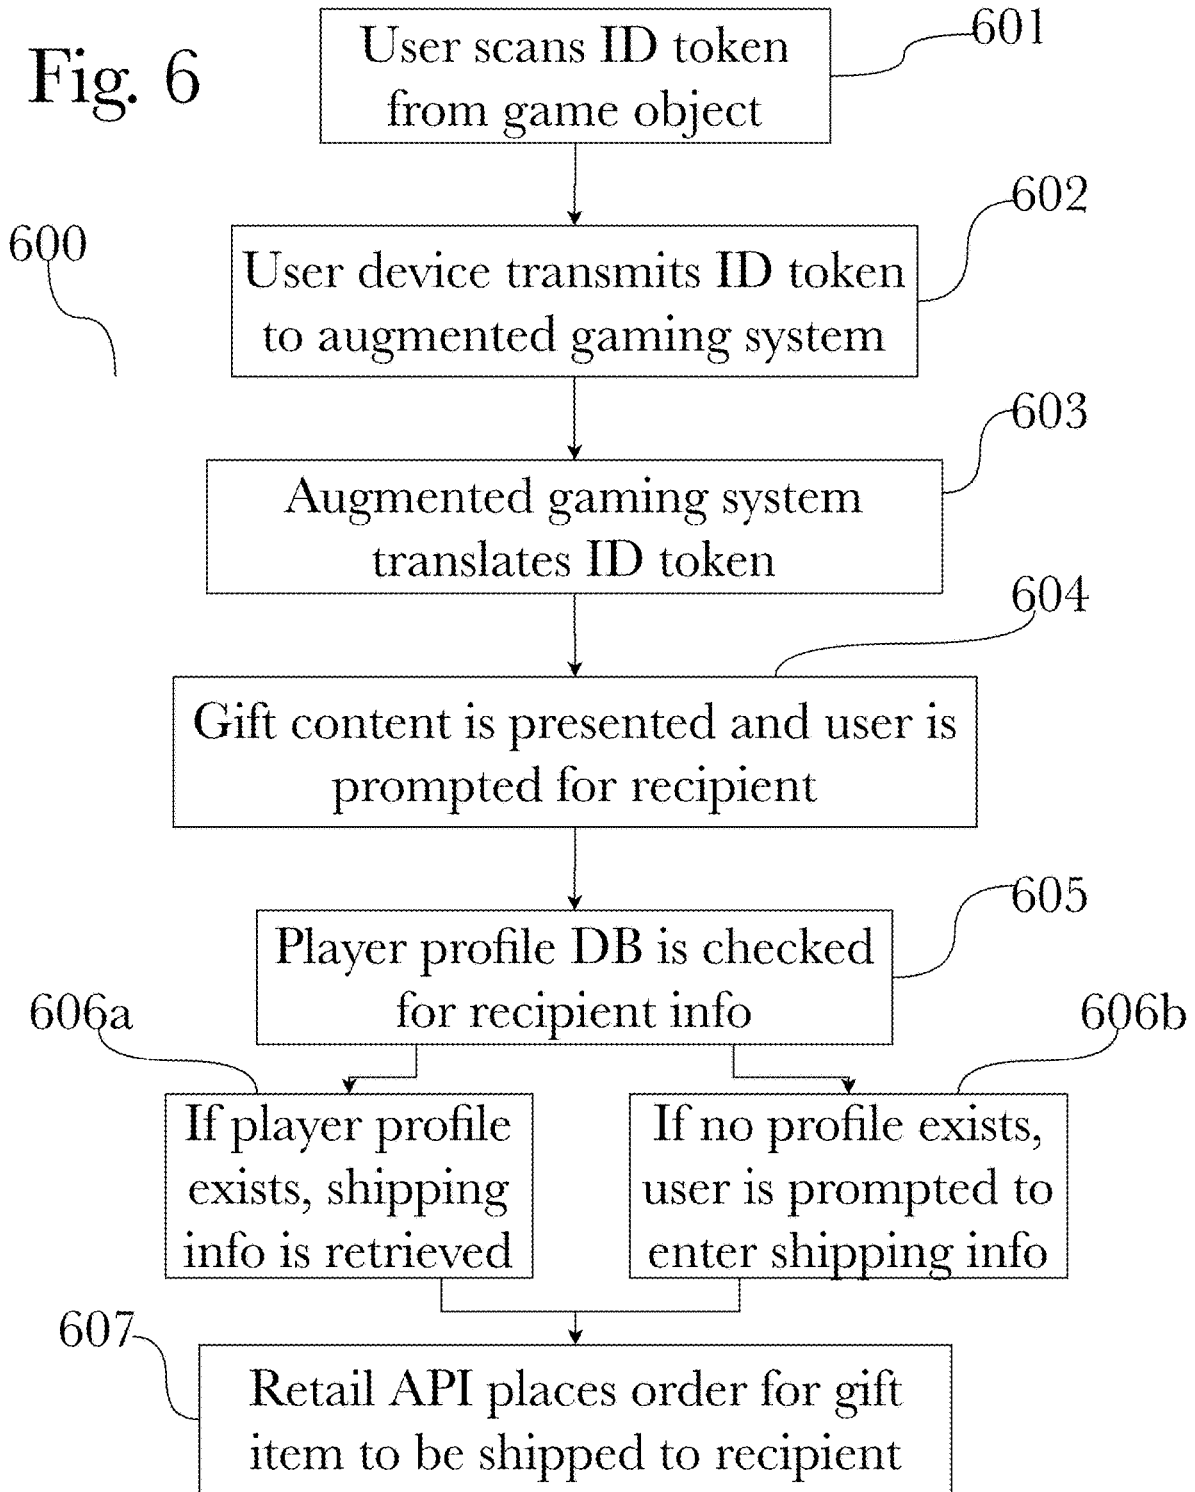 Fig. 6
601
User scans ID token
from game object
602
600
User device transmits ID token
to augmented gaming system
603
Augmented gaming system
translates ID token
604
Gift content is presented and user is
prompted for recipient
605
Player profile DB is checked
for recipient info
606a
606b
If player profile
exists, shipping
info is retrieved
If no profile exists,
user is prompted to
enter shipping info
607
Retail API places order for gift
item to be shipped to recipient